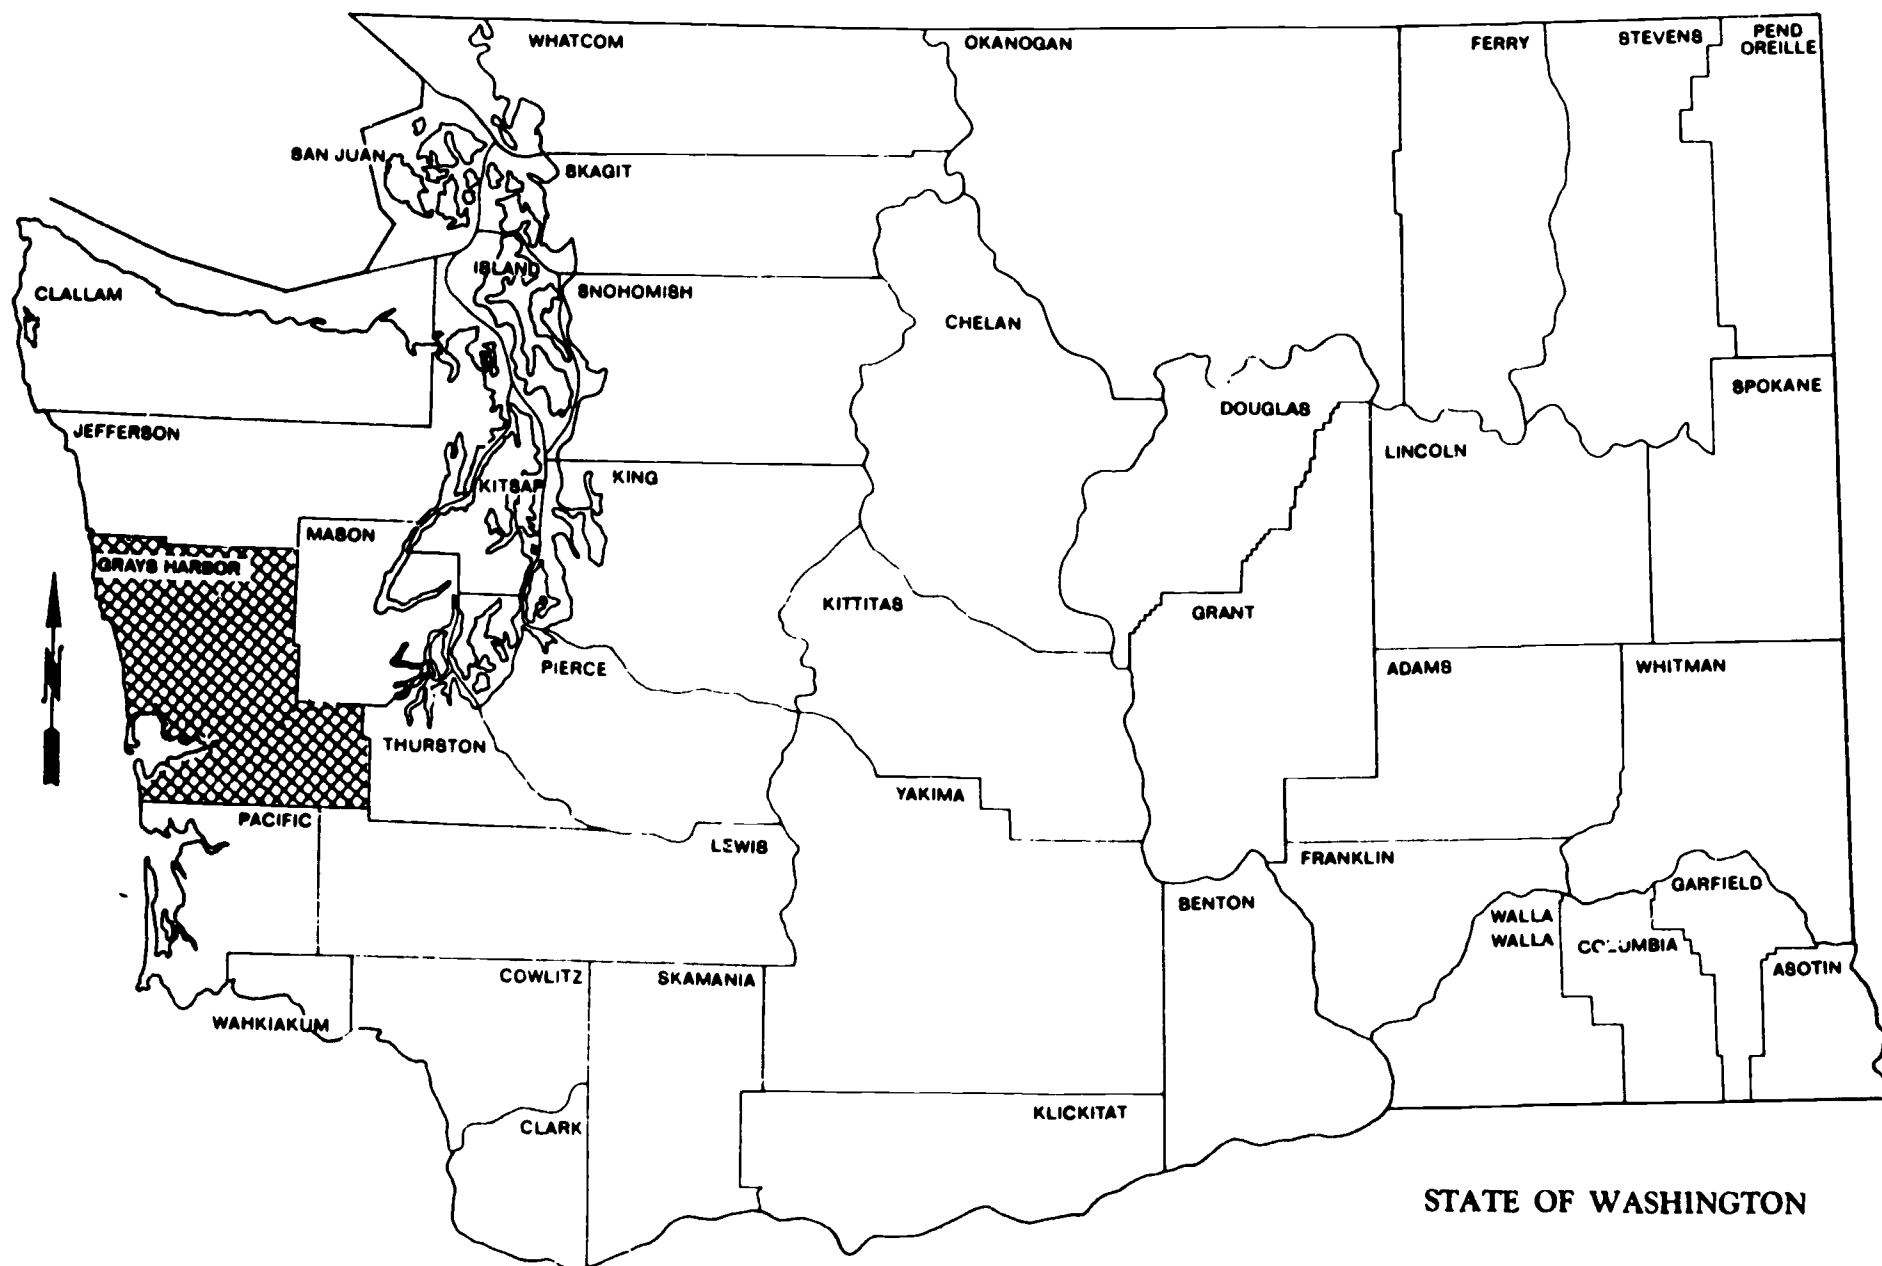 WHATCOM
OKANOGAN
FERRY
STEVENS
PEND
OREILLE
SAN JUAN
SKAGIT
ISLAND
CLALLAM
SNOHOMISH
CHELAN
SPOKANE
DOUGLAS
JEFFERSON
LINCOLN
KITSAP
KING
MASON
GRAYS HARBOR
KITTITAS
GRANT
PIERCE
ADAMS
WHITMAN
THURSTON
YAKIMA
PACIFIC
LEWIS
FRANKLIN
GARFIELD
BENTON
WALLA
WALLA
COLUMBIA
ASOTIN
COWLITZ
SKAMANIA
WAHKIAKUM
KLICKITAT
CLARK
N
STATE OF WASHINGTON